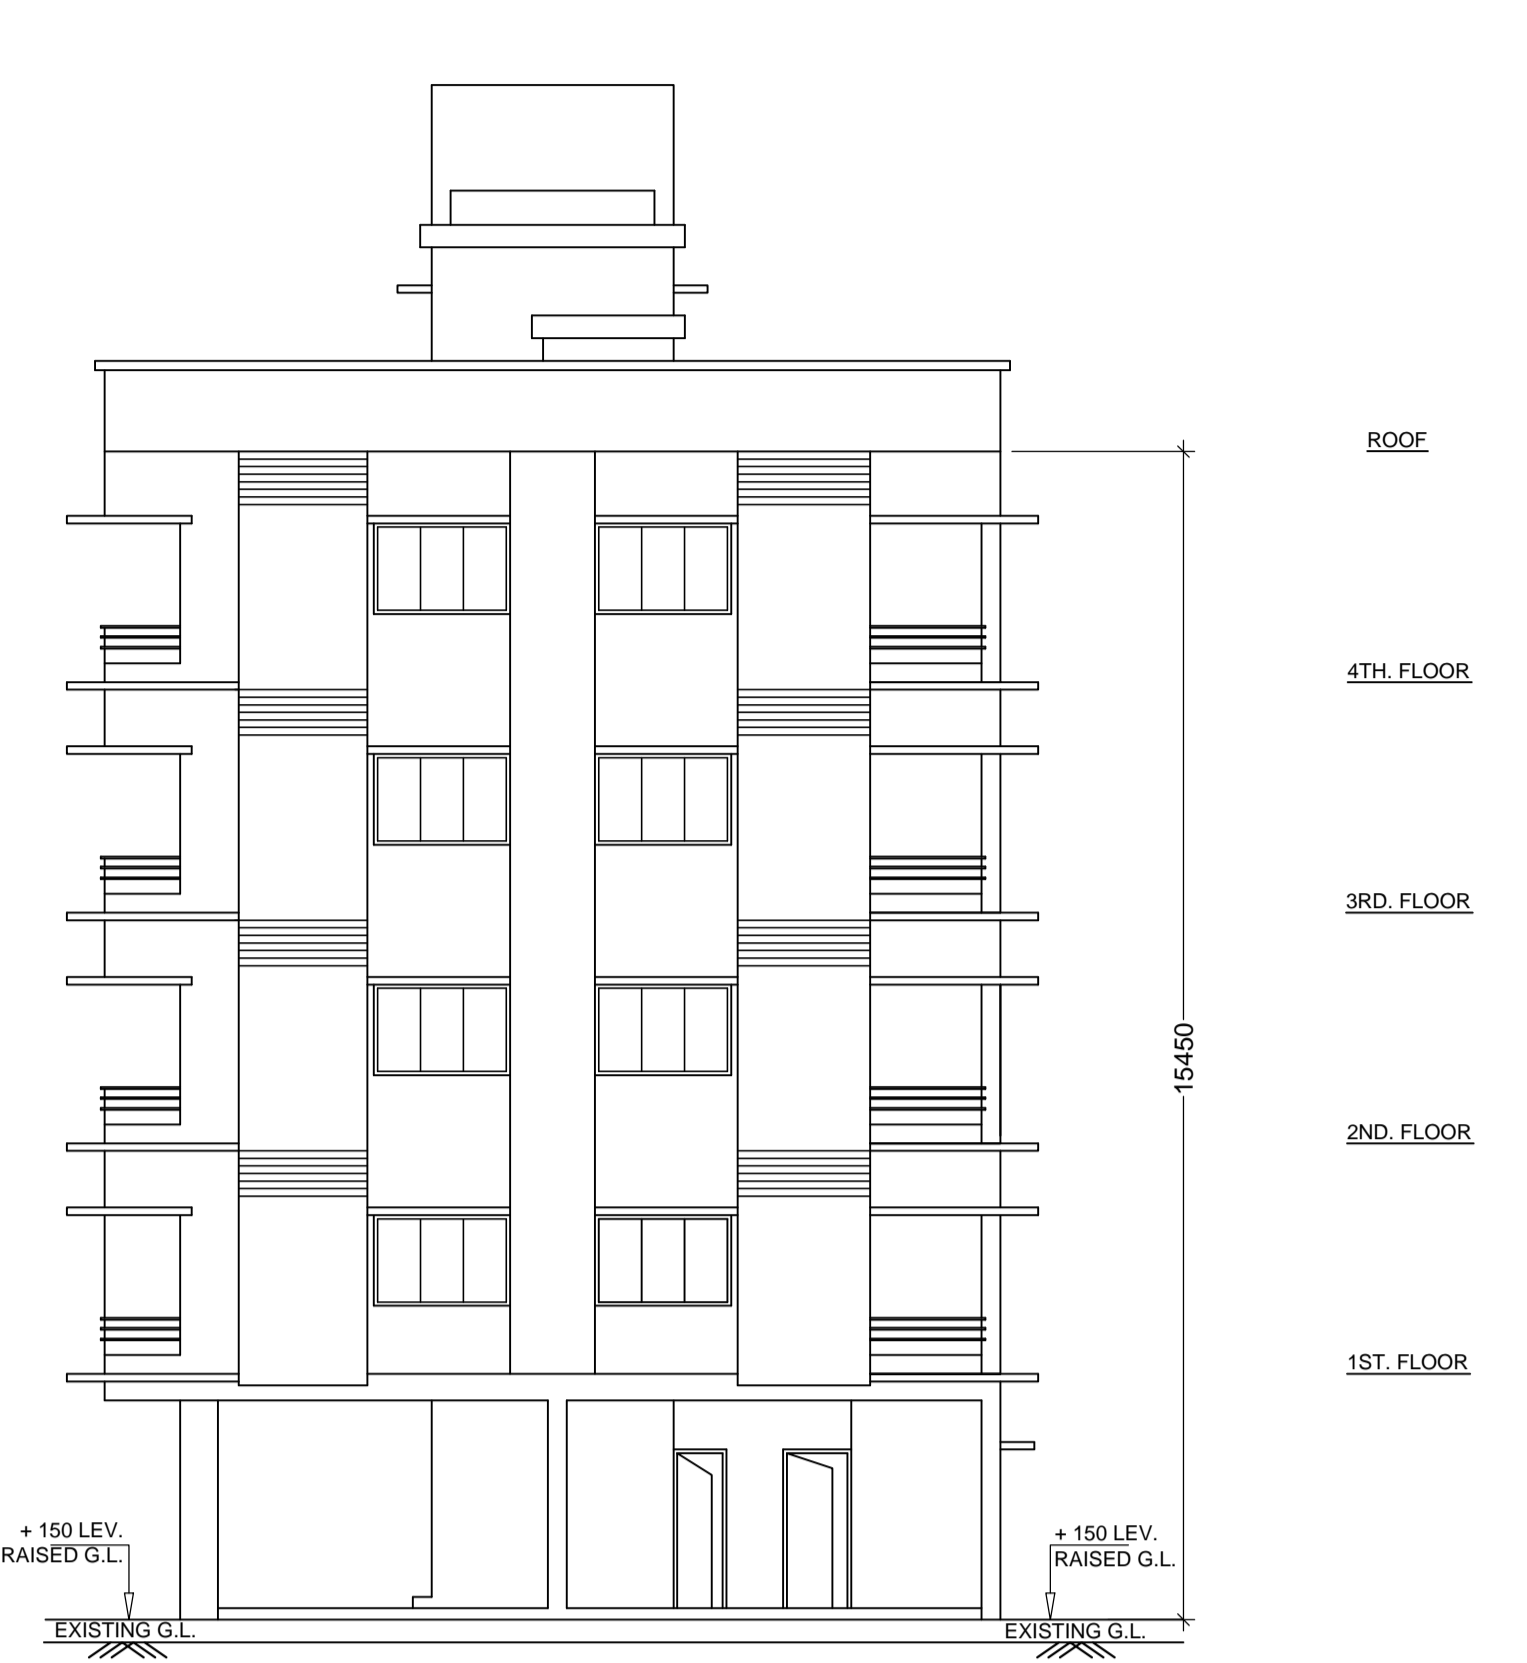 ROOF
4TH. FLOOR
3RD. FLOOR
15450
2ND. FLOOR
1ST. FLOOR
+ 150 LEV.
RAISED G.L.
+ 150 LEV.
RAISED G.L.
EXISTING G.L.
EXISTING G.L.